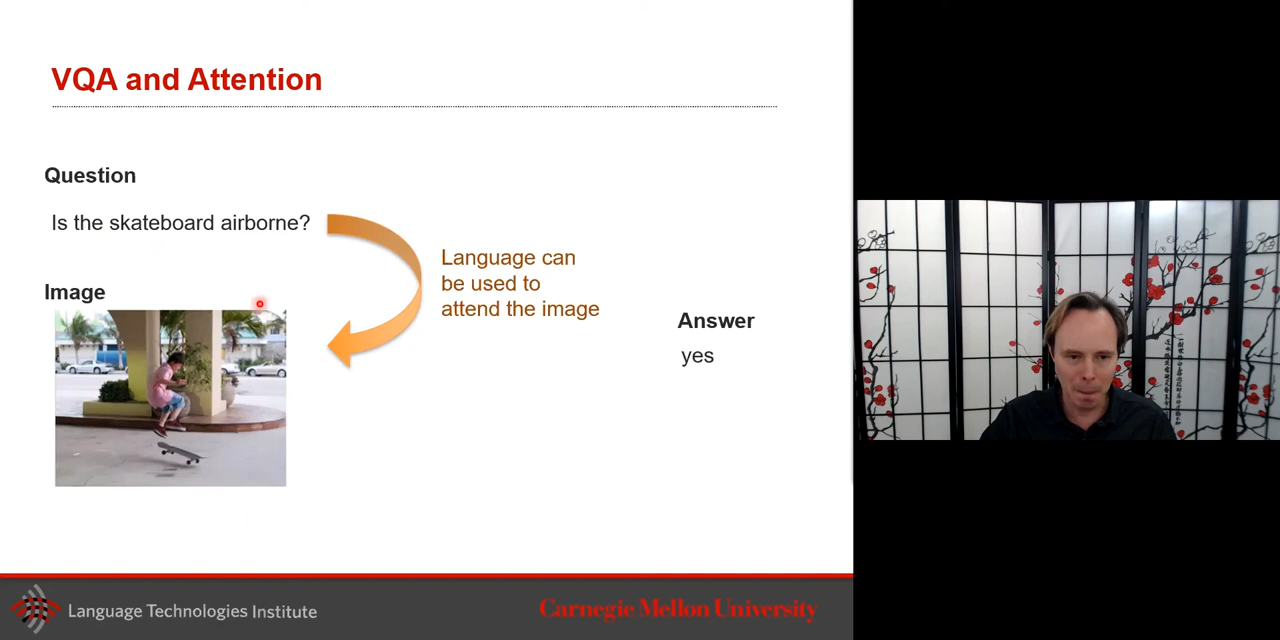 VQA and Attention
Question
Is the skateboard airborne?
Language can
be used to
attend the image
Image
Answer
yes
Language Technologies Institute
Carnegie Mellon University